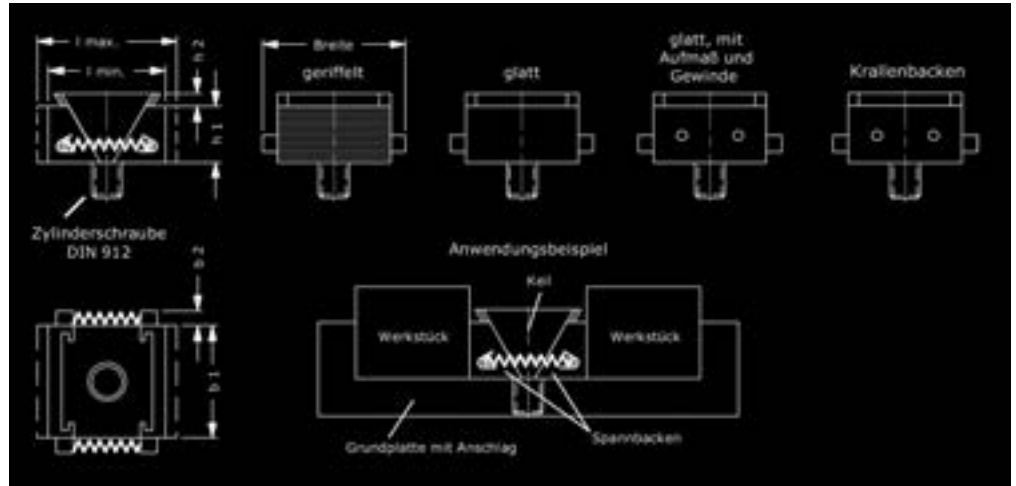 l max.
l min.
h 2
h 1
Breite
geriffelt
glatt
glatt, mit
Aufmaß und
Gewinde
Krallenbacken
Zylinderschraube
DIN 912
b 2
b 1
Anwendungsbeispiel
Keil
Werkstück
Werkstück
Grundplatte mit Anschlag
Spannbacken